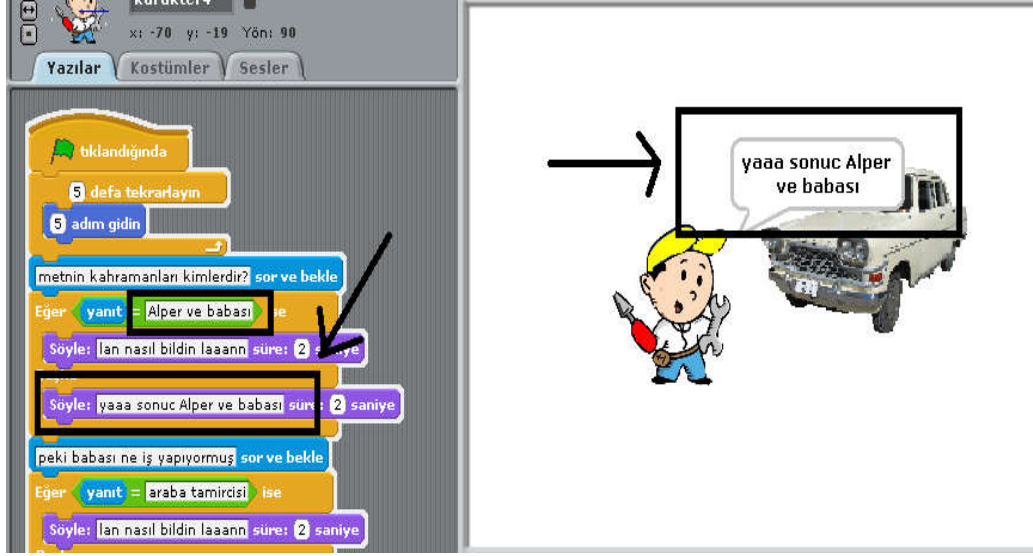 karakter4
x: -70 y: -19 Yön: 90
Yazılar Kostümler Sesler
tıklandığında
5 defa tekrarlayın
5 adım gidin
metnin kahramanları kimlerdir? sor ve bekle
Eğer yanıt = Alper ve babası ise
Söyle: lan nasıl bildin laaann süre: 2 saniye
Söyle: yaaa sonuc Alper ve babası süre: 2 saniye
peki babası ne iş yapıyormuş sor ve bekle
Eğer yanıt = araba tamircisi ise
Söyle: lan nasıl bildin laaann süre: 2 saniye
yaaa sonuc Alper
ve babası